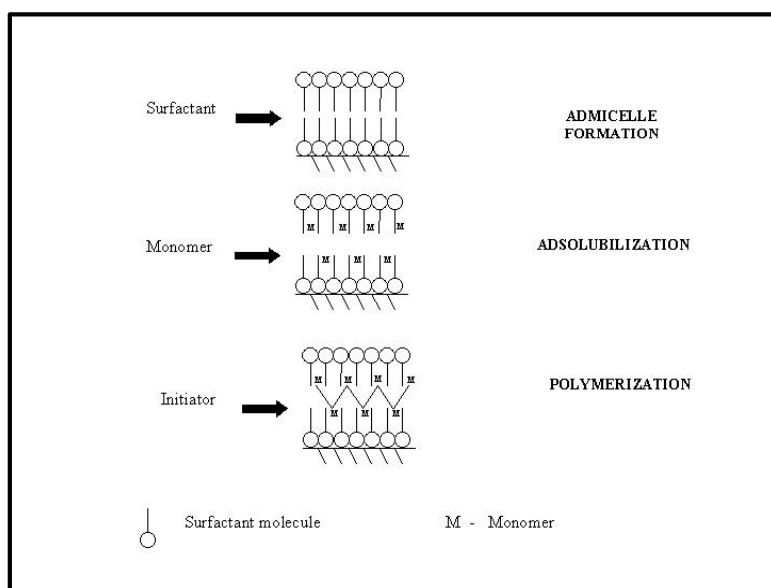 Surfactant
ADMICELLE
FORMATION
M M M M
Monomer
ADSOLUBILIZATION
M M M
M M M M
POLYMERIZATION
Initiator
M M M
Surfactant molecule
M - Monomer